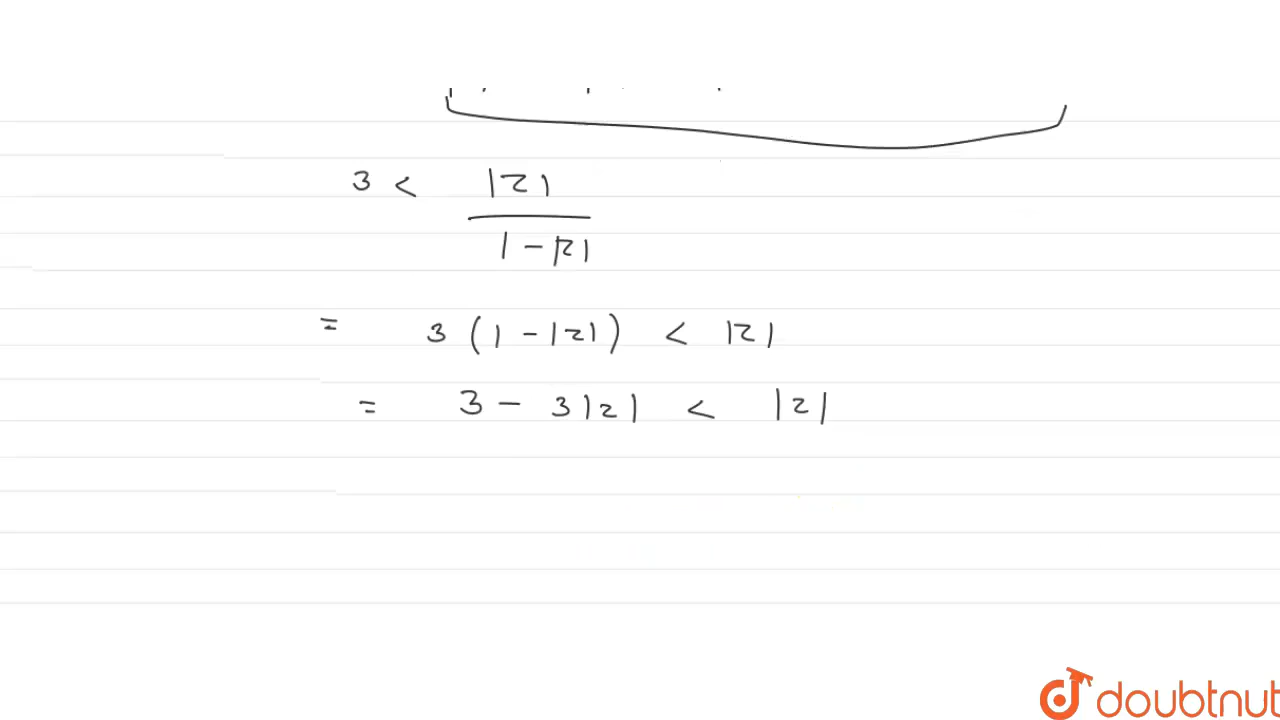 3 < |z|
1 - |z|
= 3 (1 - |z|) < |z|
= 3 - 3|z| < |z|
doubtnut